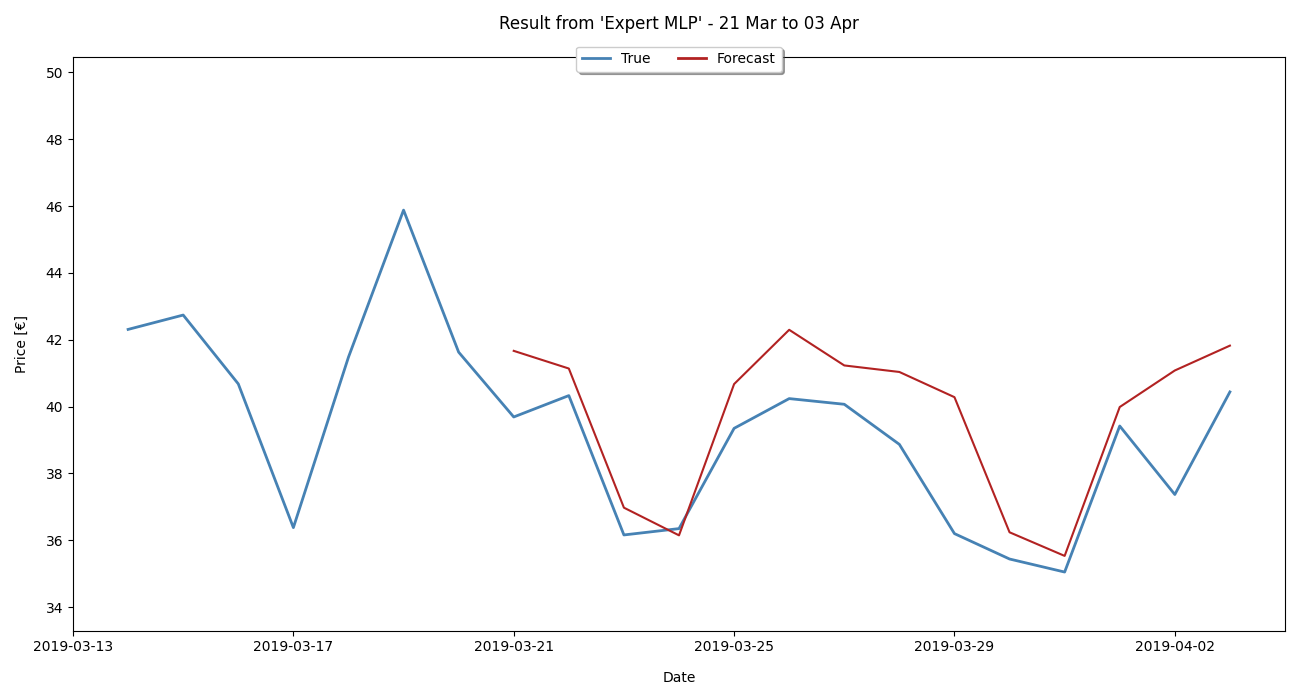 Result from 'Expert MLP' - 21 Mar to 03 Apr
True Forecast
50
48
46
44
42
40
38
36
34
Price [€]
2019-03-13 2019-03-17 2019-03-21 2019-03-25 2019-03-29 2019-04-02
Date